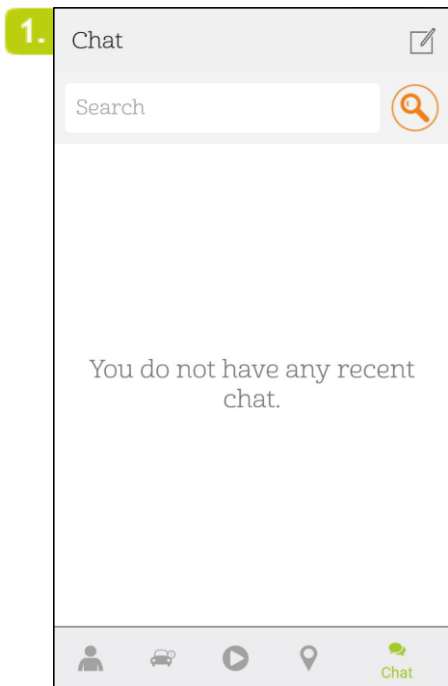 1.
Chat
Search
You do not have any recent
chat.
Chat